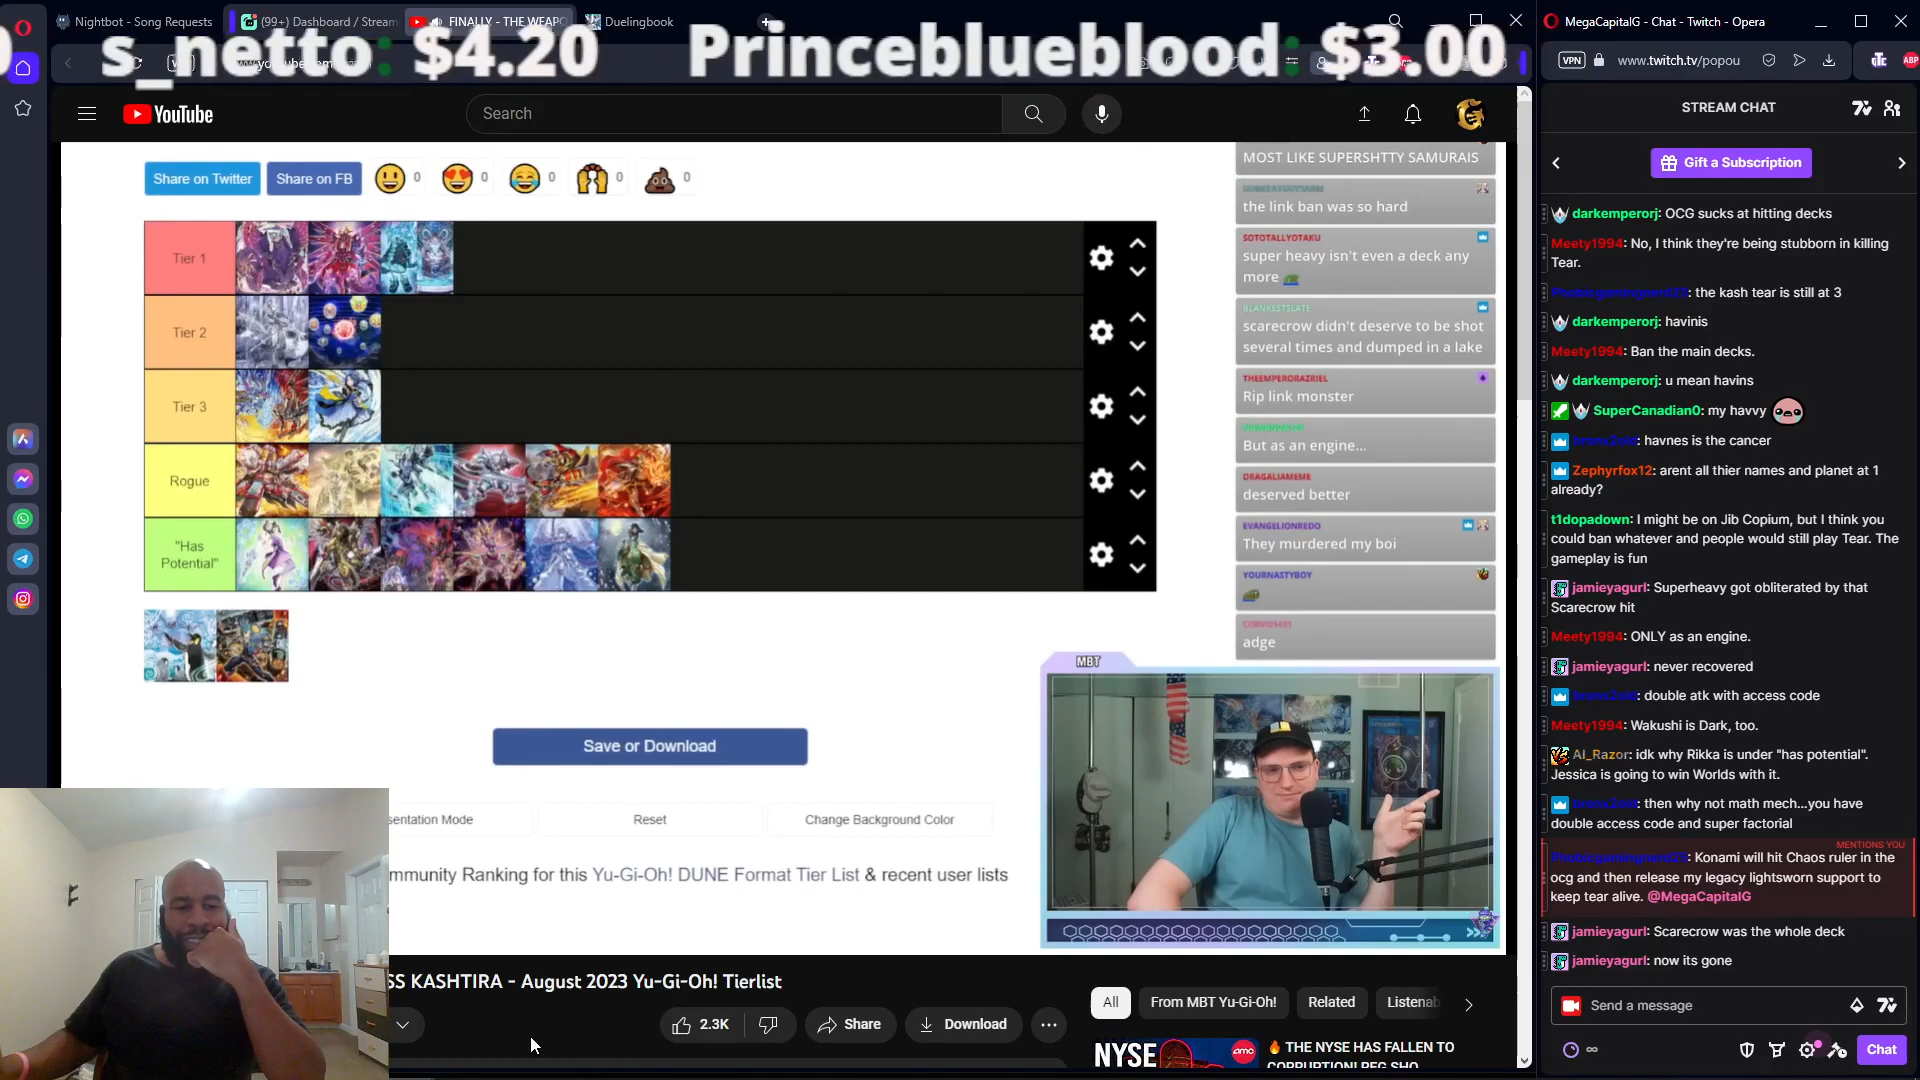 Nightbot - Song Requests
(99+) Dashboard / Stream
FINALLY - THE WEAPO
Duelingbook
MegaCapitalG - Chat - Twitch - Opera
s_netto: $4.20
Princeblueblood: $3.00
VPN
www.twitch.tv/popou
ABP
YouTube
Search
STREAM CHAT
Gift a Subscription
Share on Twitter
Share on FB
0
0
0
0
0
Tier 1
Tier 2
Tier 3
Rogue
"Has
Potential"
MOST LIKE SUPERSHTTY SAMURAIS
the link ban was so hard
SOTOTALLYOTAKU
super heavy isn't even a deck any
more
BLANKESTSLATE
scarecrow didn't deserve to be shot
several times and dumped in a lake
THEEMPERORAZRIEL
Rip link monster
But as an engine...
DRAGALIAMEME
deserved better
EVANGELIONREDO
They murdered my boi
YOURNASTYBOY
adge
MBT
Save or Download
sentation Mode
Reset
Change Background Color
mmunity Ranking for this Yu-Gi-Oh! DUNE Format Tier List & recent user lists
SS KASHTIRA - August 2023 Yu-Gi-Oh! Tierlist
2.3K
Share
Download
All
From MBT Yu-Gi-Oh!
Related
Listenab
NYSE
amc
THE NYSE HAS FALLEN TO
CORRUPTION! PEG SHO
darkemperorj: OCG sucks at hitting decks
Meety1994: No, I think they're being stubborn in killing
Tear.
Phobicgamingnerd25: the kash tear is still at 3
darkemperorj: havinis
Meety1994: Ban the main decks.
darkemperorj: u mean havins
SuperCanadian0: my havvy
bronx2old: havnes is the cancer
Zephyrfox12: arent all thier names and planet at 1
already?
t1dopadown: I might be on Jib Copium, but I think you
could ban whatever and people would still play Tear. The
gameplay is fun
jamieyagurl: Superheavy got obliterated by that
Scarecrow hit
Meety1994: ONLY as an engine.
jamieyagurl: never recovered
bronx2old: double atk with access code
Meety1994: Wakushi is Dark, too.
AI_Razor: idk why Rikka is under "has potential".
Jessica is going to win Worlds with it.
bronx2old: then why not math mech...you have
double access code and super factorial
MENTIONS YOU
Phobicgamingnerd25: Konami will hit Chaos ruler in the
ocg and then release my legacy lightsworn support to
keep tear alive. @MegaCapitalG
jamieyagurl: Scarecrow was the whole deck
jamieyagurl: now its gone
Send a message
Chat